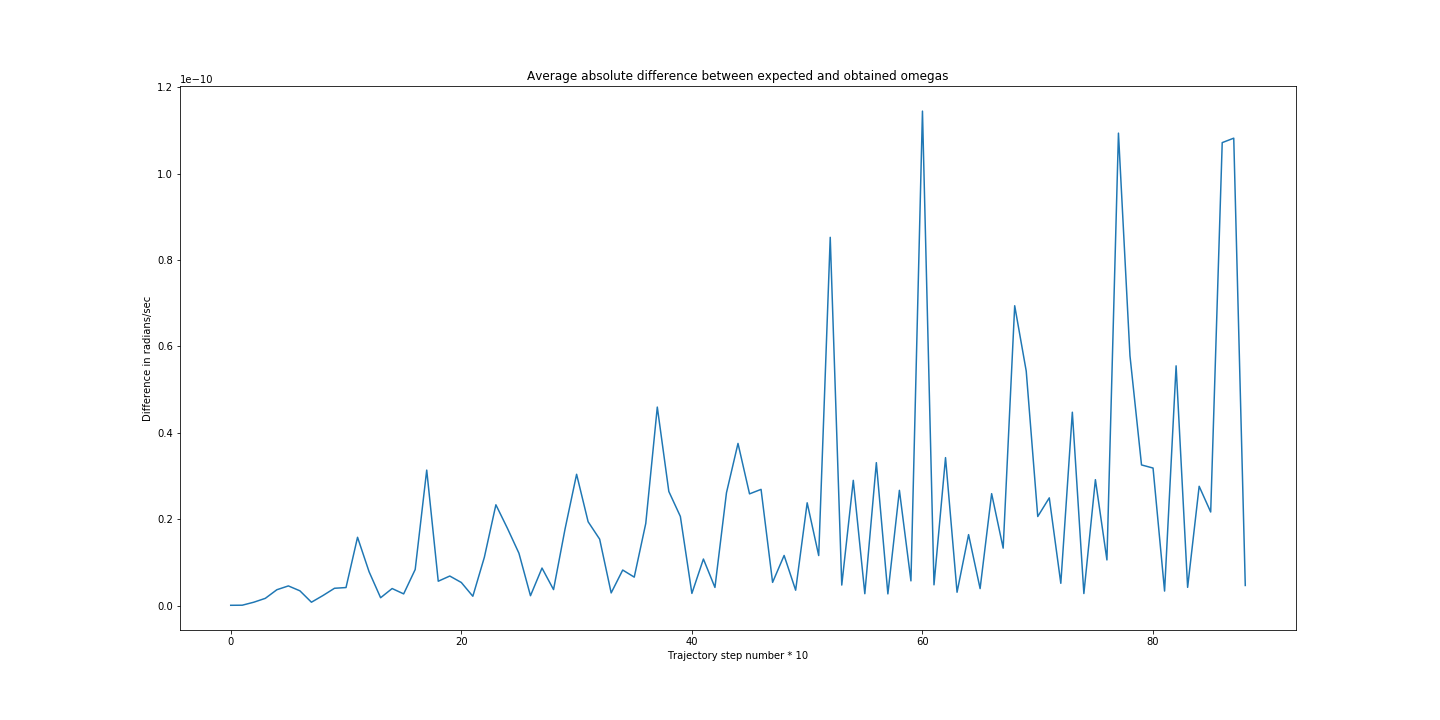 Average absolute difference between expected and obtained omegas
1e−10
1.2
1.0
0.8
0.6
0.4
0.2
0.0
Difference in radians/sec
0 20 40 60 80
Trajectory step number * 10